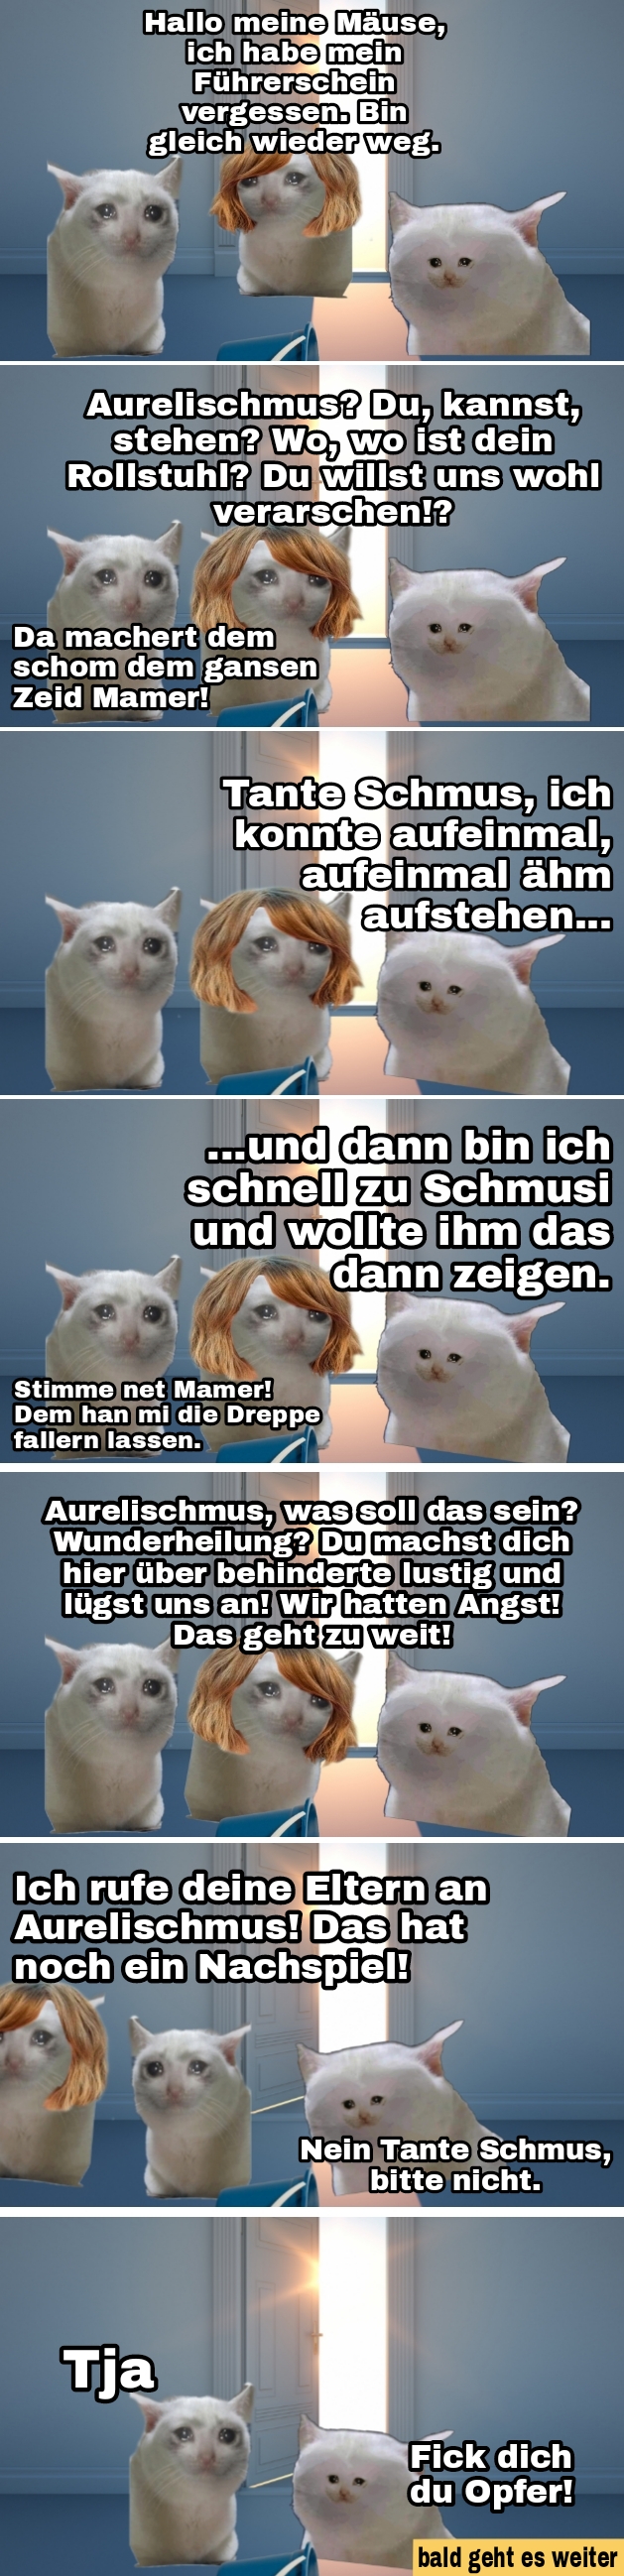 Hallo meine Mäuse,
ich habe mein
Führerschein
vergessen. Bin
gleich wieder weg.
Aurelischmus? Du, kannst,
stehen? Wo, wo ist dein
Rollstuhl? Du willst uns wohl
verarschen!?
Da machert dem
schom dem gansen
Zeid Mamer!
Tante Schmus, ich
konnte aufeinmal,
aufeinmal ähm
aufstehen...
...und dann bin ich
schnell zu Schmusi
und wollte ihm das
dann zeigen.
Stimme net Mamer!
Dem han mi die Dreppe
fallern lassen.
Aurelischmus, was soll das sein?
Wunderheilung? Du machst dich
hier über behinderte lustig und
lügst uns an! Wir hatten Angst!
Das geht zu weit!
Ich rufe deine Eltern an
Aurelischmus! Das hat
noch ein Nachspiel!
Nein Tante Schmus,
bitte nicht.
Tja
Fick dich
du Opfer!
bald geht es weiter